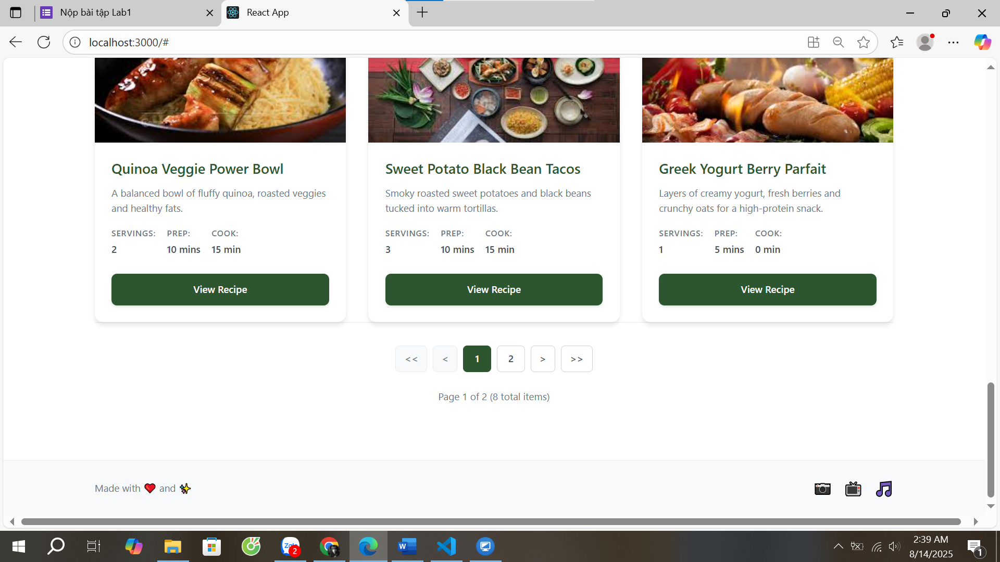 Nộp bài tập Lab1
React App
localhost:3000/#
Quinoa Veggie Power Bowl
A balanced bowl of fluffy quinoa, roasted veggies
and healthy fats.
SERVINGS: PREP: COOK:
2 10 mins 15 min
View Recipe
Sweet Potato Black Bean Tacos
Smoky roasted sweet potatoes and black beans
tucked into warm tortillas.
SERVINGS: PREP: COOK:
3 10 mins 15 min
View Recipe
Greek Yogurt Berry Parfait
Layers of creamy yogurt, fresh berries and
crunchy oats for a high-protein snack.
SERVINGS: PREP: COOK:
1 5 mins 0 min
View Recipe
<< < 1 2 > >>
Page 1 of 2 (8 total items)
Made with ❤️ and ✨
Zalo
2
W
2:39 AM
8/14/2025
1